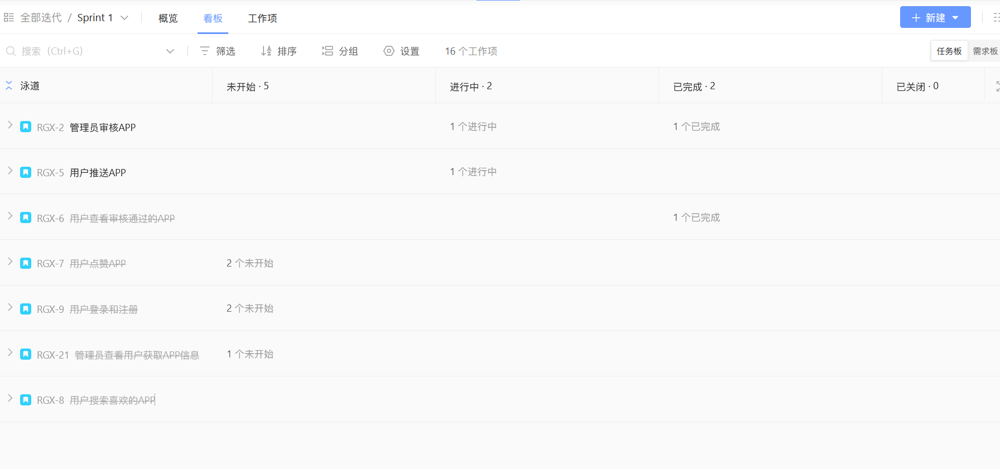 全部迭代 / Sprint 1 概览 看板 工作项 新建
搜索（Ctrl+G） 筛选 排序 分组 设置 16 个工作项 任务板 需求板
泳道 未开始 · 5 进行中 · 2 已完成 · 2 已关闭 · 0
RGX-2 管理员审核APP 1 个进行中 1 个已完成
RGX-5 用户推送APP 1 个进行中
RGX-6 用户查看审核通过的APP 1 个已完成
RGX-7 用户点赞APP 2 个未开始
RGX-9 用户登录和注册 2 个未开始
RGX-21 管理员查看用户获取APP信息 1 个未开始
RGX-8 用户搜索喜欢的APP